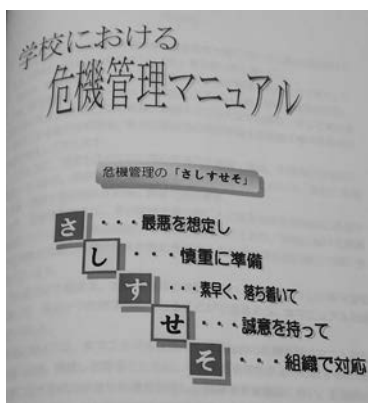 学校における
危機管理マニュアル
危機管理の「さしすせそ」
さ・・・最悪を想定し
し・・・慎重に準備
す・・・素早く、落ち着いて
せ・・・誠意を持って
そ・・・組織で対応